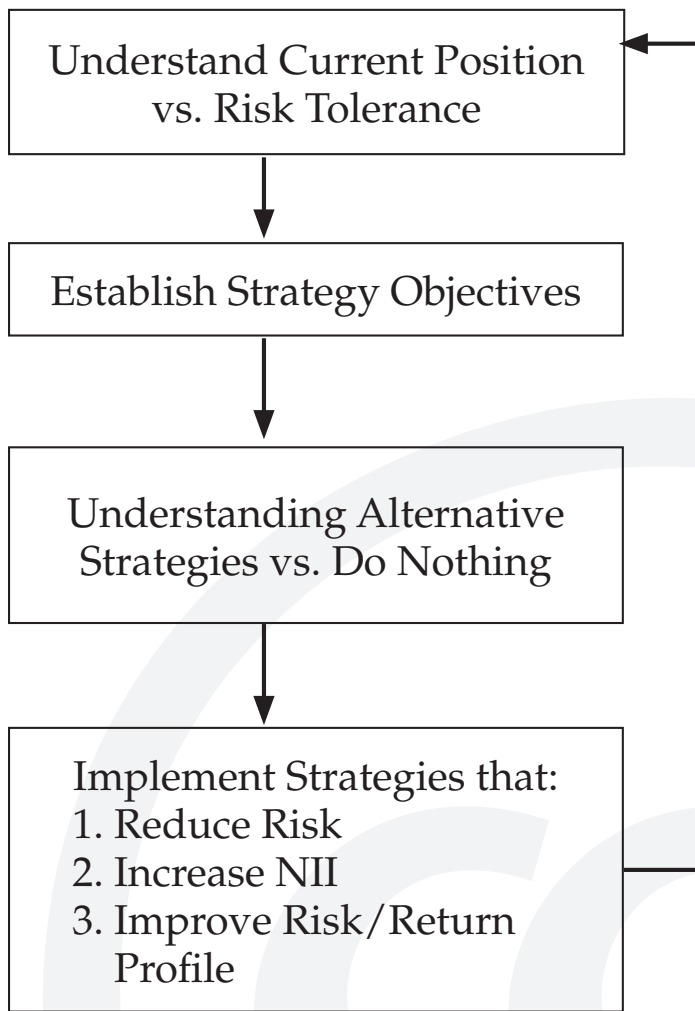 Understand Current Position
vs. Risk Tolerance
Establish Strategy Objectives
Understanding Alternative
Strategies vs. Do Nothing
Implement Strategies that:
1. Reduce Risk
2. Increase NII
3. Improve Risk/Return
Profile